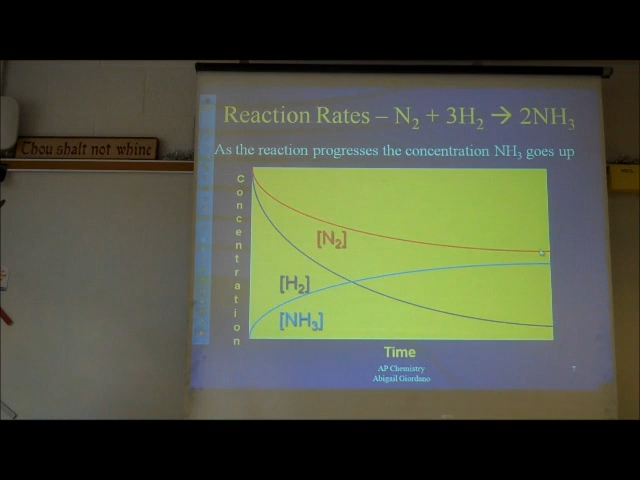 Reaction Rates – N₂ + 3H₂ → 2NH₃
Thou shalt not whine
As the reaction progresses the concentration NH₃ goes up
Concentration
[N₂]
[H₂]
[NH₃]
Time
AP Chemistry
Abigail Giordano
7